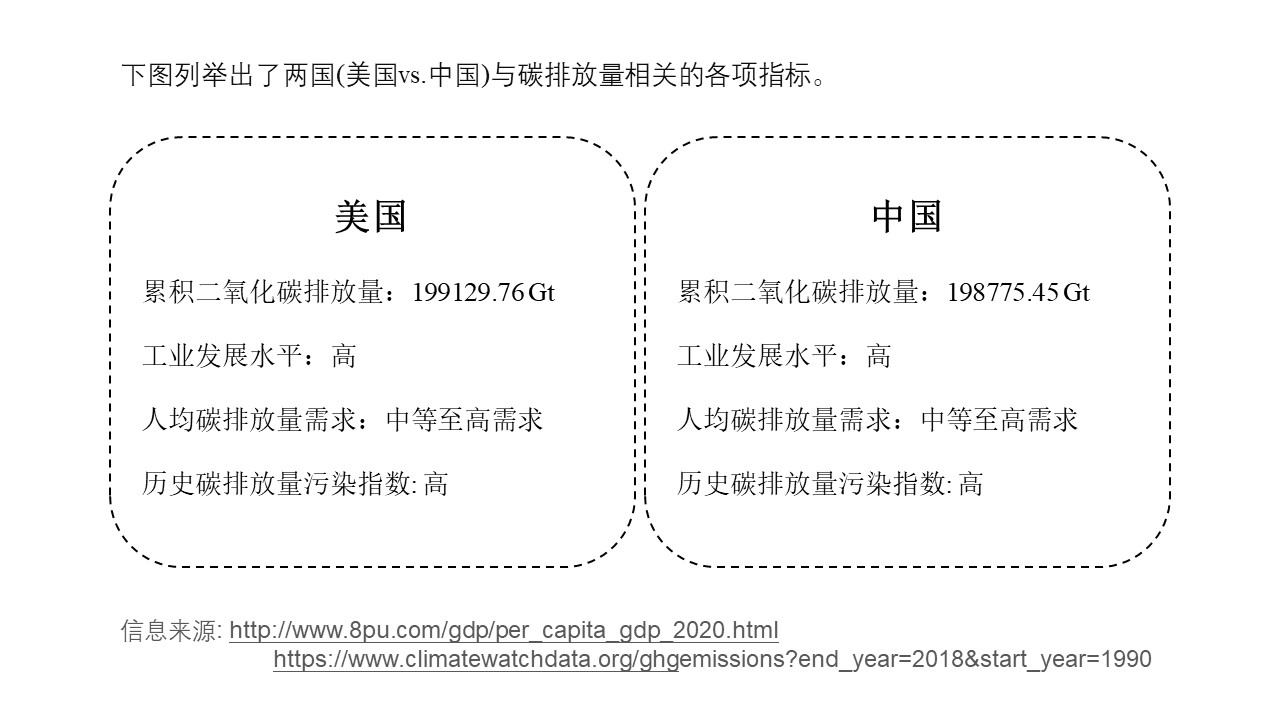 下图列举出了两国(美国vs.中国)与碳排放量相关的各项指标。
美国
累积二氧化碳排放量：199129.76 Gt
工业发展水平：高
人均碳排放量需求：中等至高需求
历史碳排放量污染指数: 高
中国
累积二氧化碳排放量：198775.45 Gt
工业发展水平：高
人均碳排放量需求：中等至高需求
历史碳排放量污染指数: 高
信息来源: http://www.8pu.com/gdp/per_capita_gdp_2020.html
https://www.climatewatchdata.org/ghgemissions?end_year=2018&start_year=1990